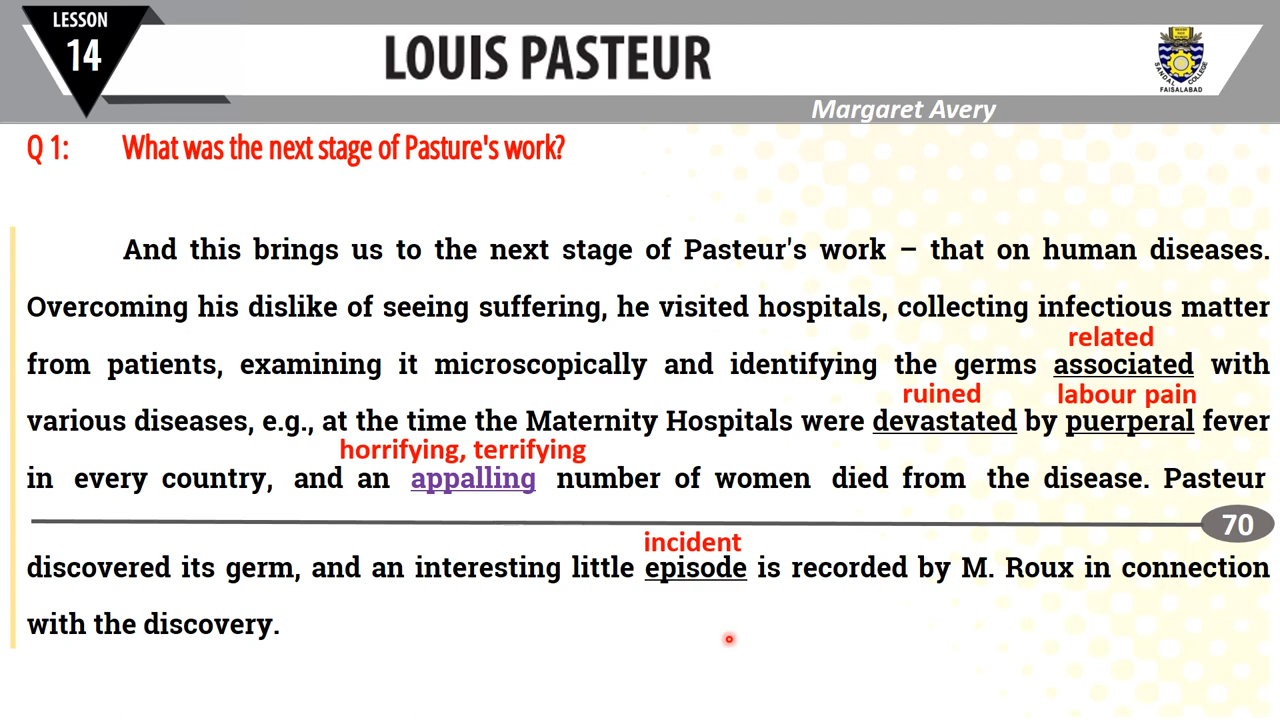 LESSON
14
LOUIS PASTEUR
SANDAL COLLEGE
FAISALABAD
Margaret Avery
Q 1: What was the next stage of Pasture's work?
And this brings us to the next stage of Pasteur's work – that on human diseases.
Overcoming his dislike of seeing suffering, he visited hospitals, collecting infectious matter
related
from patients, examining it microscopically and identifying the germs associated with
ruined labour pain
various diseases, e.g., at the time the Maternity Hospitals were devastated by puerperal fever
horrifying, terrifying
in every country, and an appalling number of women died from the disease. Pasteur
70
incident
discovered its germ, and an interesting little episode is recorded by M. Roux in connection
with the discovery.